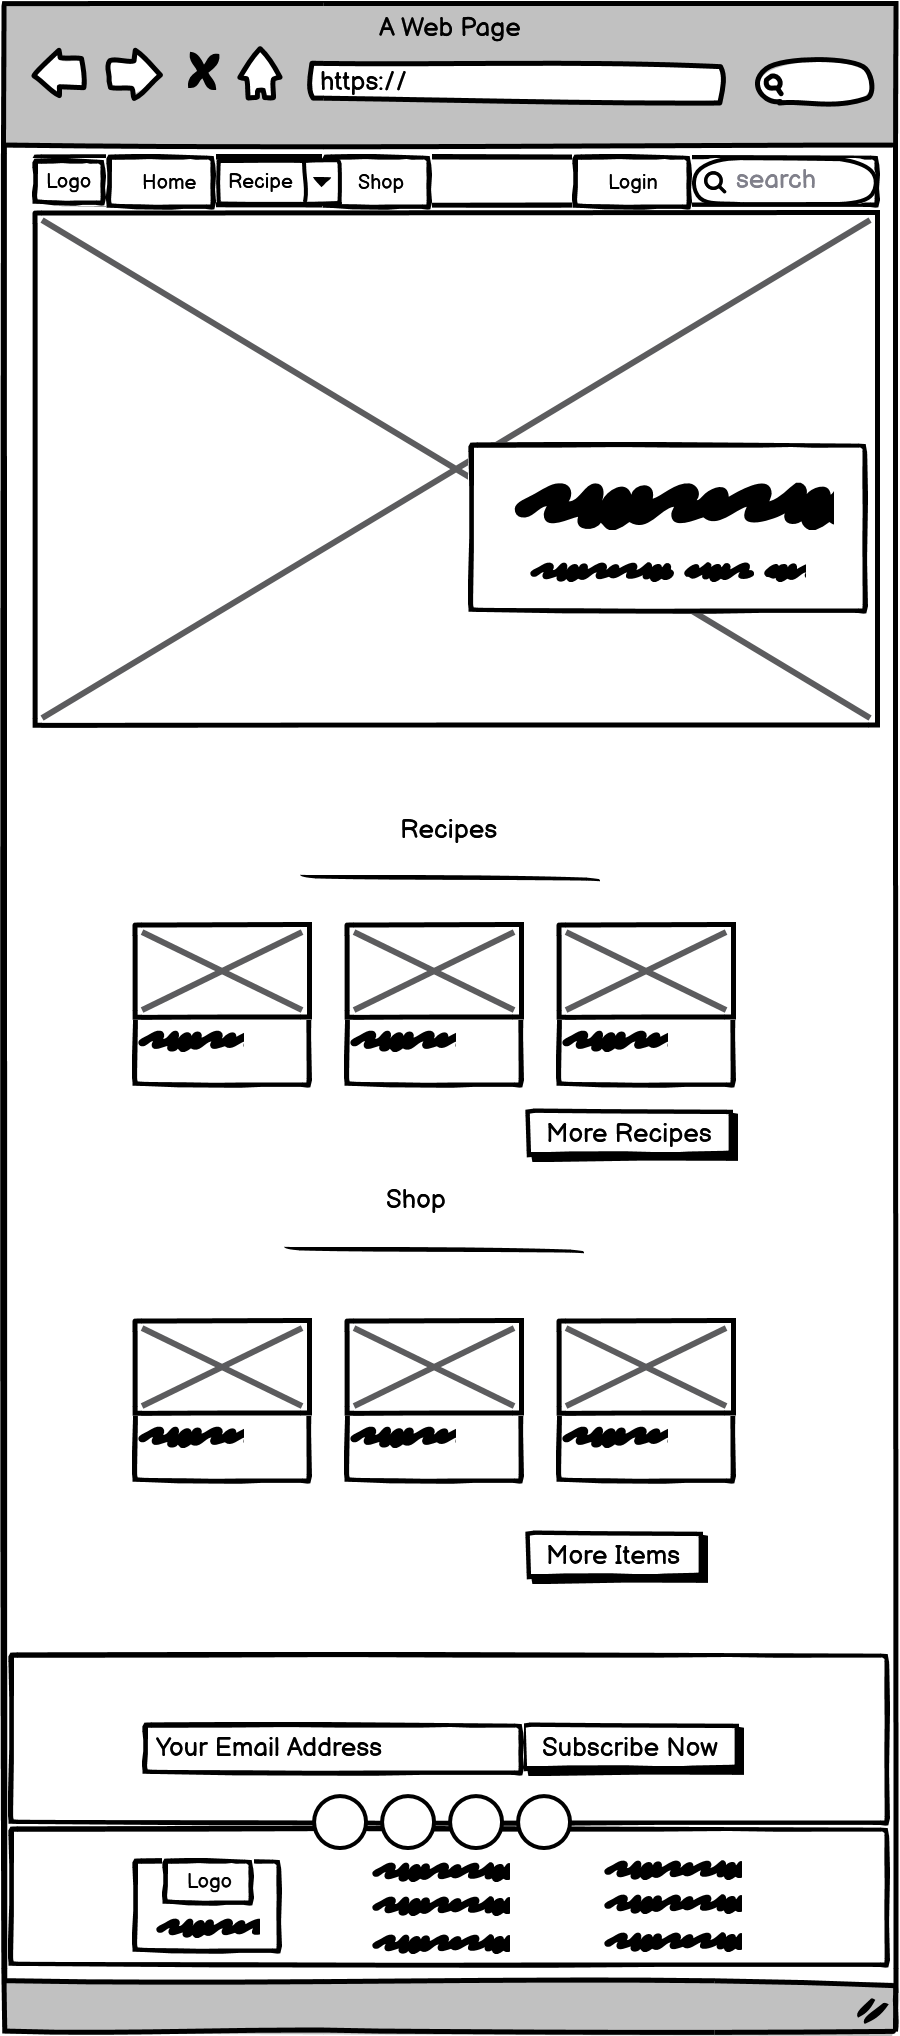 A Web Page
https://
Logo
Home
Recipe
Shop
Login
search
Recipes
More Recipes
Shop
More Items
Your Email Address
Subscribe Now
Logo